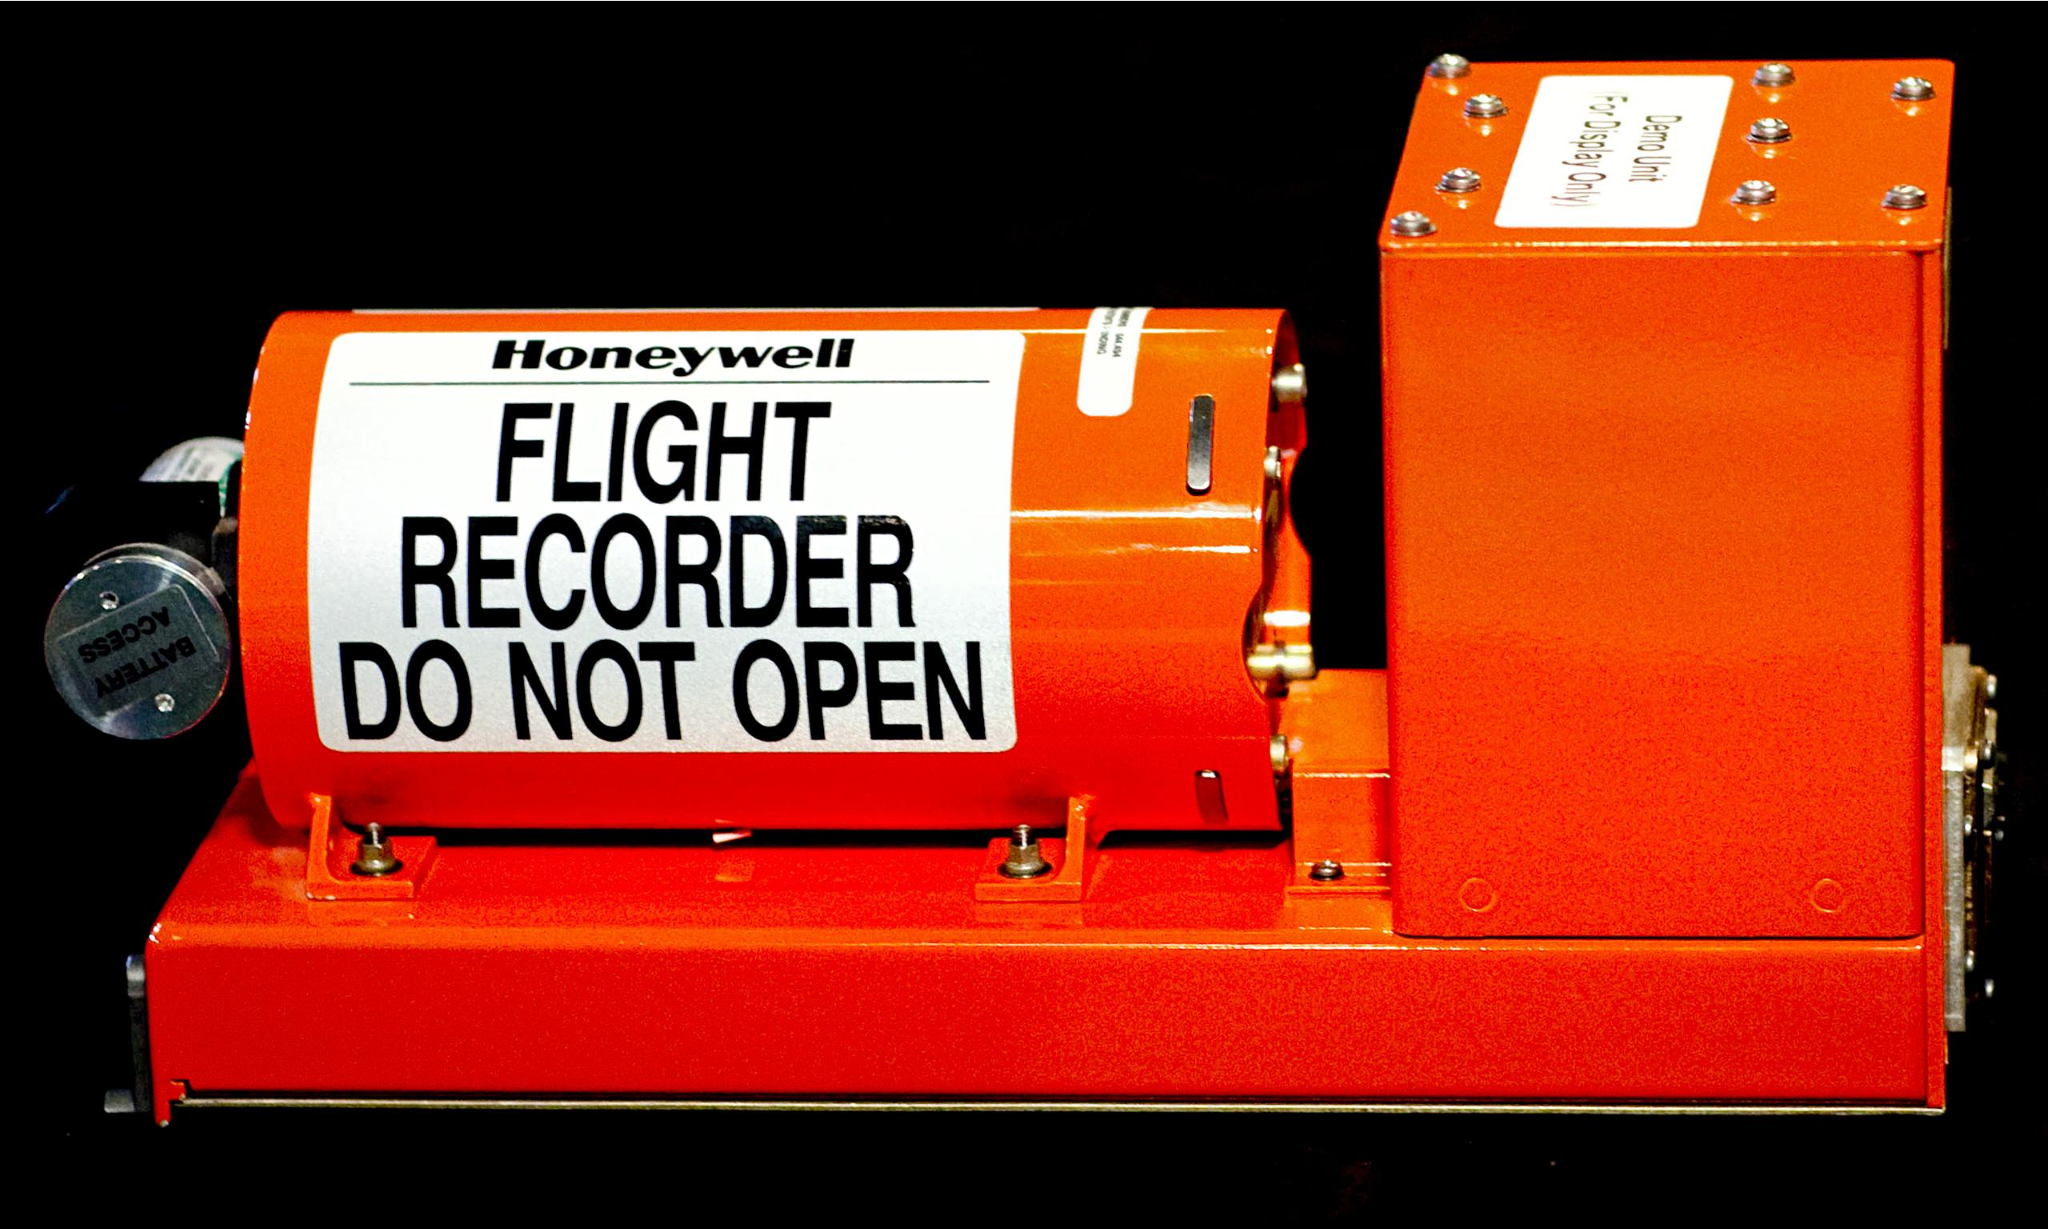 Demo Unit
(For Display Only)
Honeywell
FLIGHT
RECORDER
DO NOT OPEN
BATTERY
ACCESS